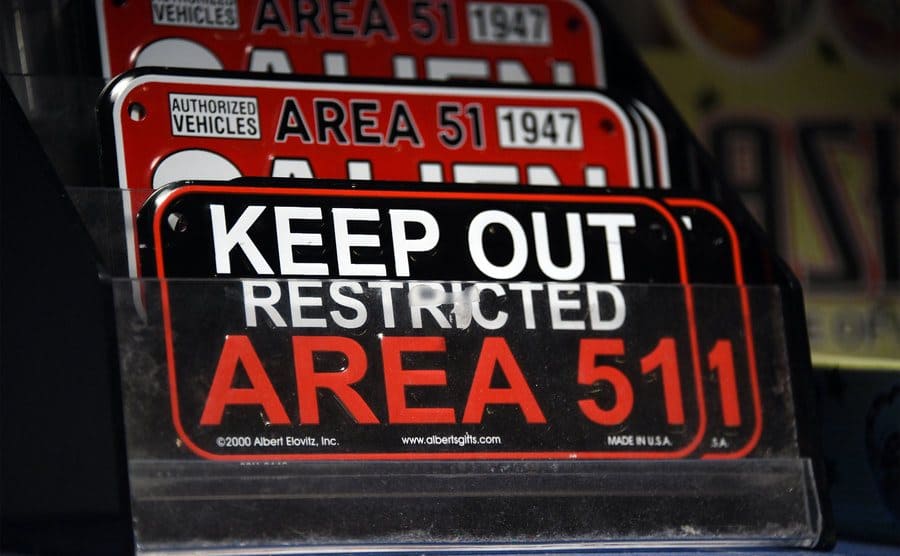 AUTHORIZED
VEHICLES
AREA 51
1947
AUTHORIZED
VEHICLES
AREA 51
1947
KEEP OUT
RESTRICTED
AREA 51
©2000 Albert Elovitz, Inc.
www.albertsgifts.com
MADE IN U.S.A.
1
S.A.